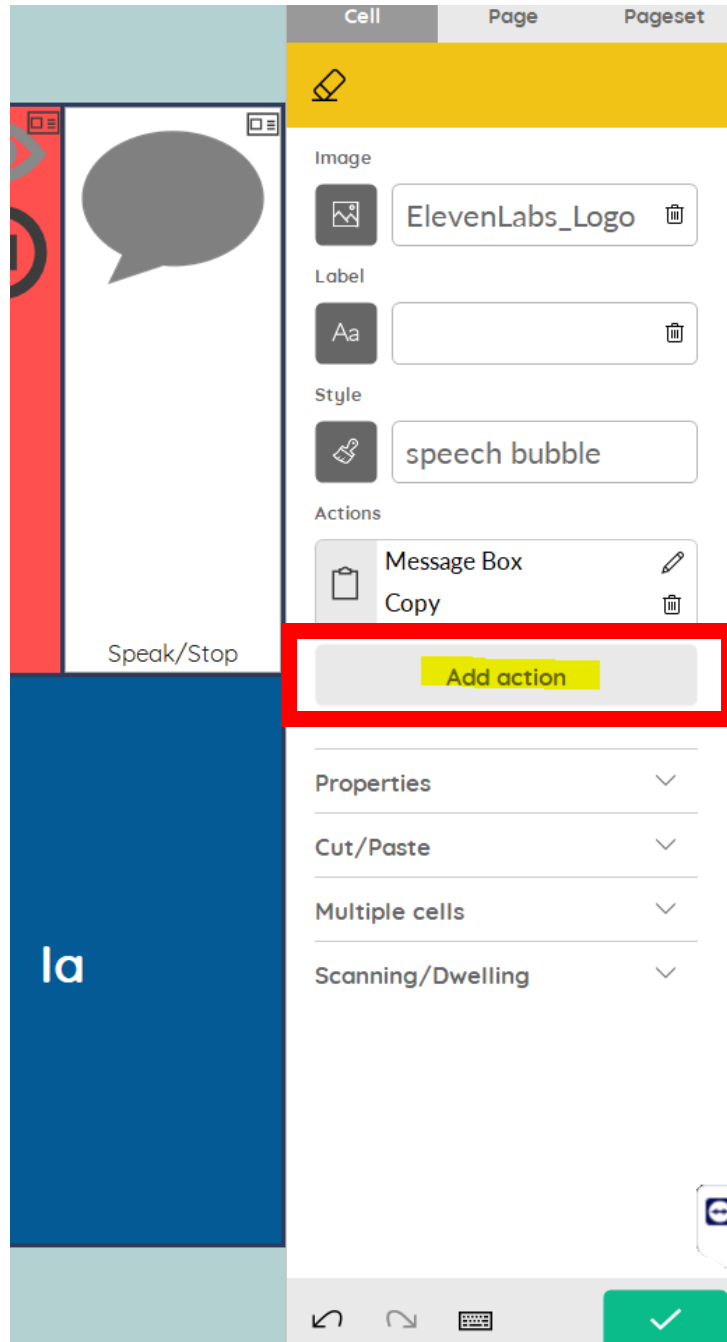 Cell Page Pageset
Image
ElevenLabs_Logo
Label
Aa
Style
speech bubble
Actions
Message Box
Copy
Speak/Stop
Add action
Properties
Cut/Paste
Multiple cells
la
Scanning/Dwelling